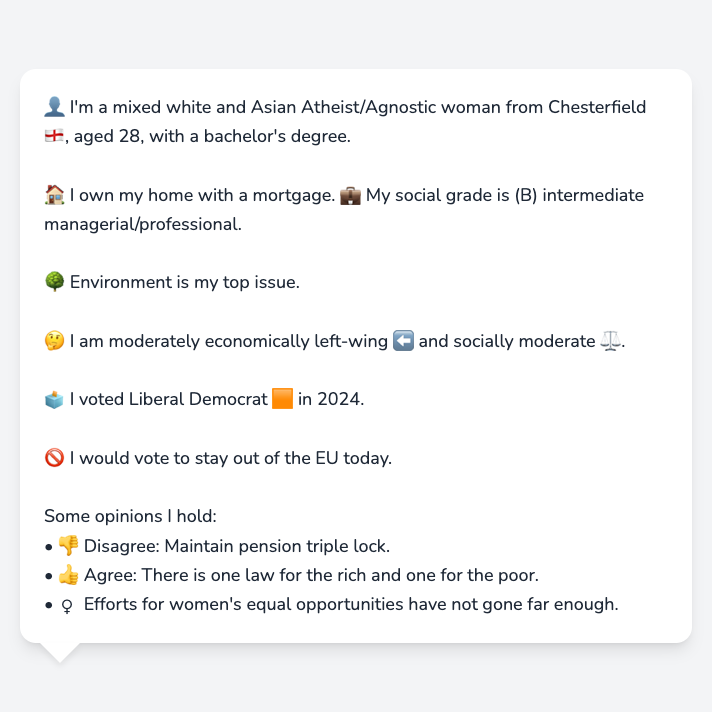 👤 I'm a mixed white and Asian Atheist/Agnostic woman from Chesterfield
🏴󠁧󠁢󠁥󠁮󠁧󠁿, aged 28, with a bachelor's degree.
🏠 I own my home with a mortgage. 💼 My social grade is (B) intermediate
managerial/professional.
🌳 Environment is my top issue.
🤔 I am moderately economically left-wing ⬅️ and socially moderate ⚖️.
🗳️ I voted Liberal Democrat 🟧 in 2024.
🚫 I would vote to stay out of the EU today.
Some opinions I hold:
• 👎 Disagree: Maintain pension triple lock.
• 👍 Agree: There is one law for the rich and one for the poor.
• ♀ Efforts for women's equal opportunities have not gone far enough.